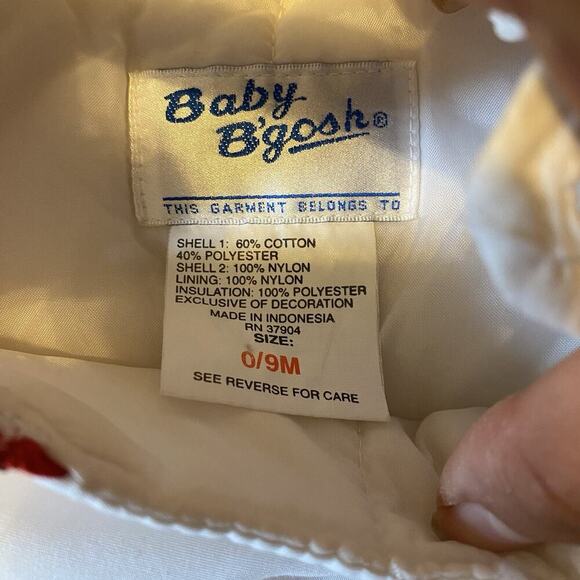 Baby
B'gosh®
THIS GARMENT BELONGS TO
SHELL 1: 60% COTTON
40% POLYESTER
SHELL 2: 100% NYLON
LINING: 100% NYLON
INSULATION: 100% POLYESTER
EXCLUSIVE OF DECORATION
MADE IN INDONESIA
RN 37904
SIZE:
0/9M
SEE REVERSE FOR CARE